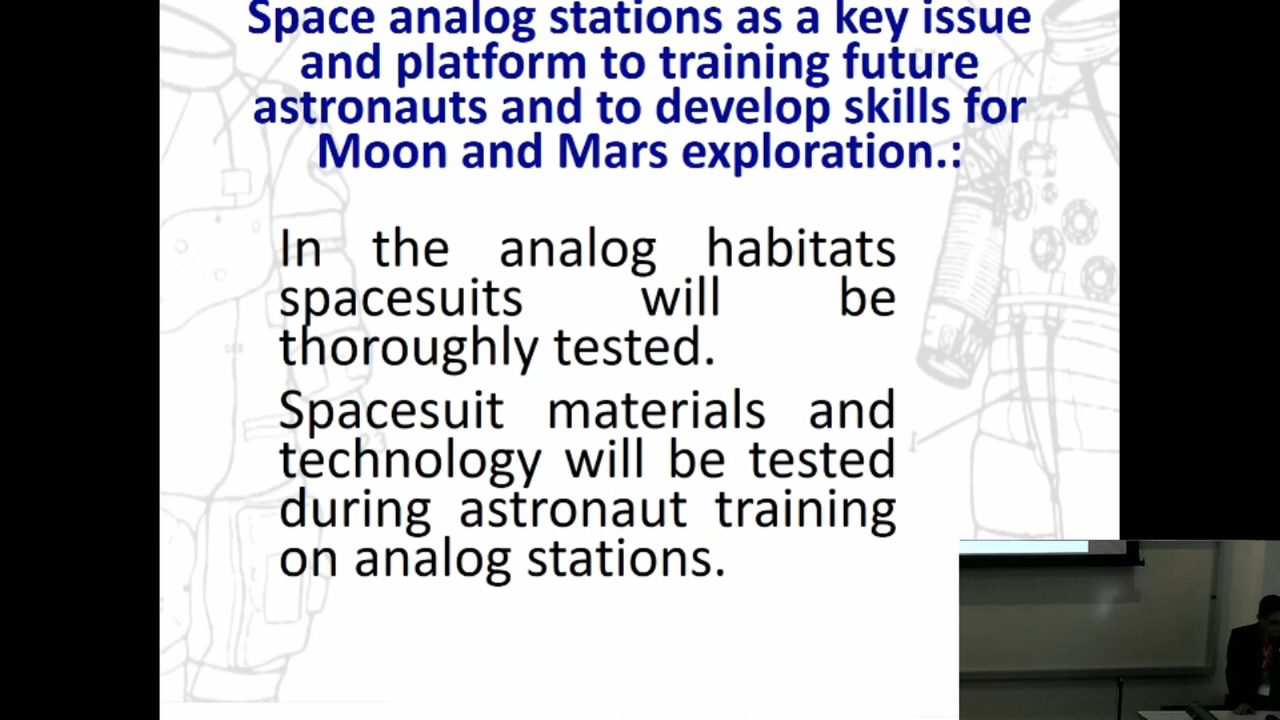 Space analog stations as a key issue
and platform to training future
astronauts and to develop skills for
Moon and Mars exploration.:
In the analog habitats
spacesuits will be
thoroughly tested.
Spacesuit materials and
technology will be tested
during astronaut training
on analog stations.